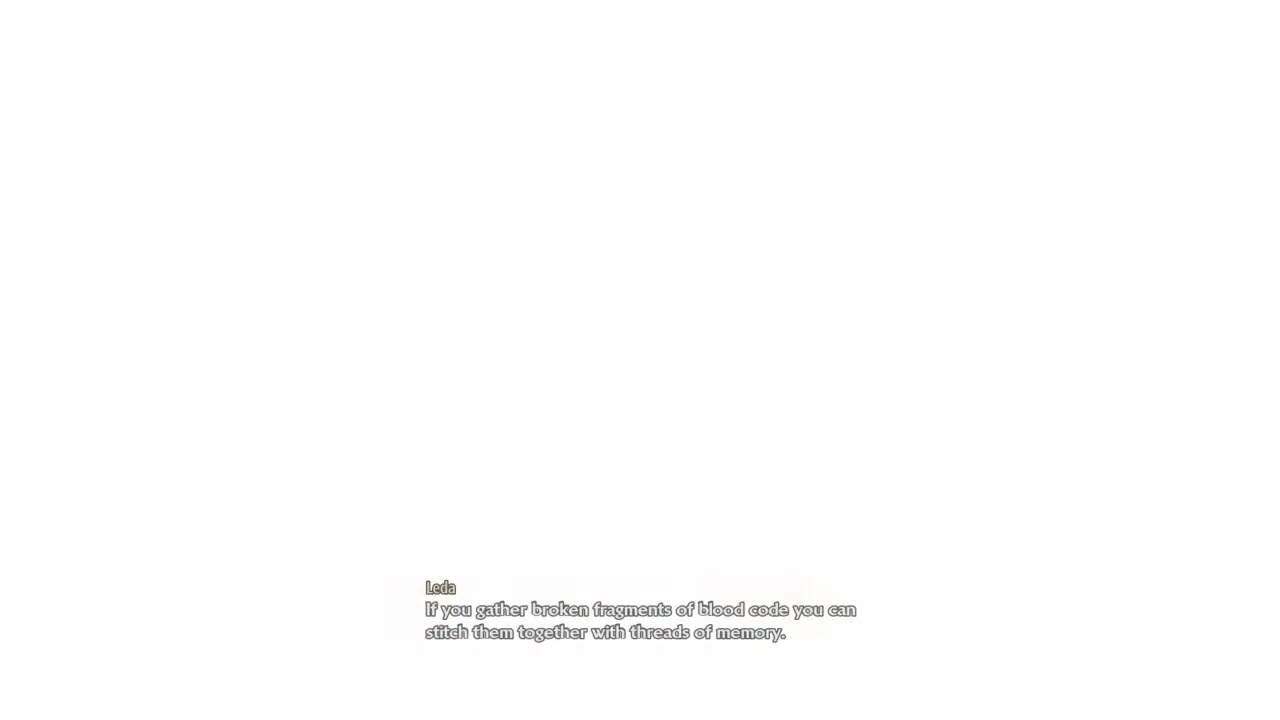 Leda
If you gather broken fragments of blood code you can
stitch them together with threads of memory.